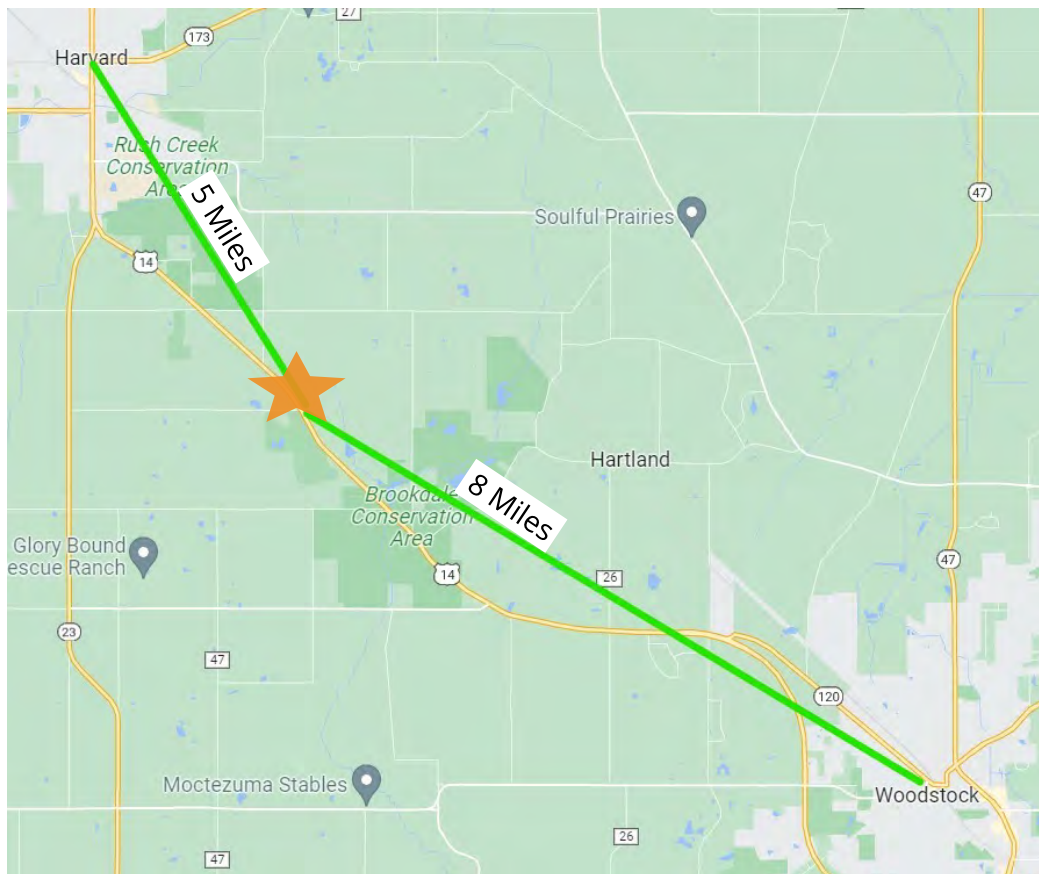 27
173
Harvard
Rush Creek
Conservation
Area
5 Miles
47
Soulful Prairies
14
Hartland
8 Miles
Brookdale
Conservation
Area
Glory Bound
escue Ranch
14
26
47
23
47
120
Moctezuma Stables
Woodstock
26
47